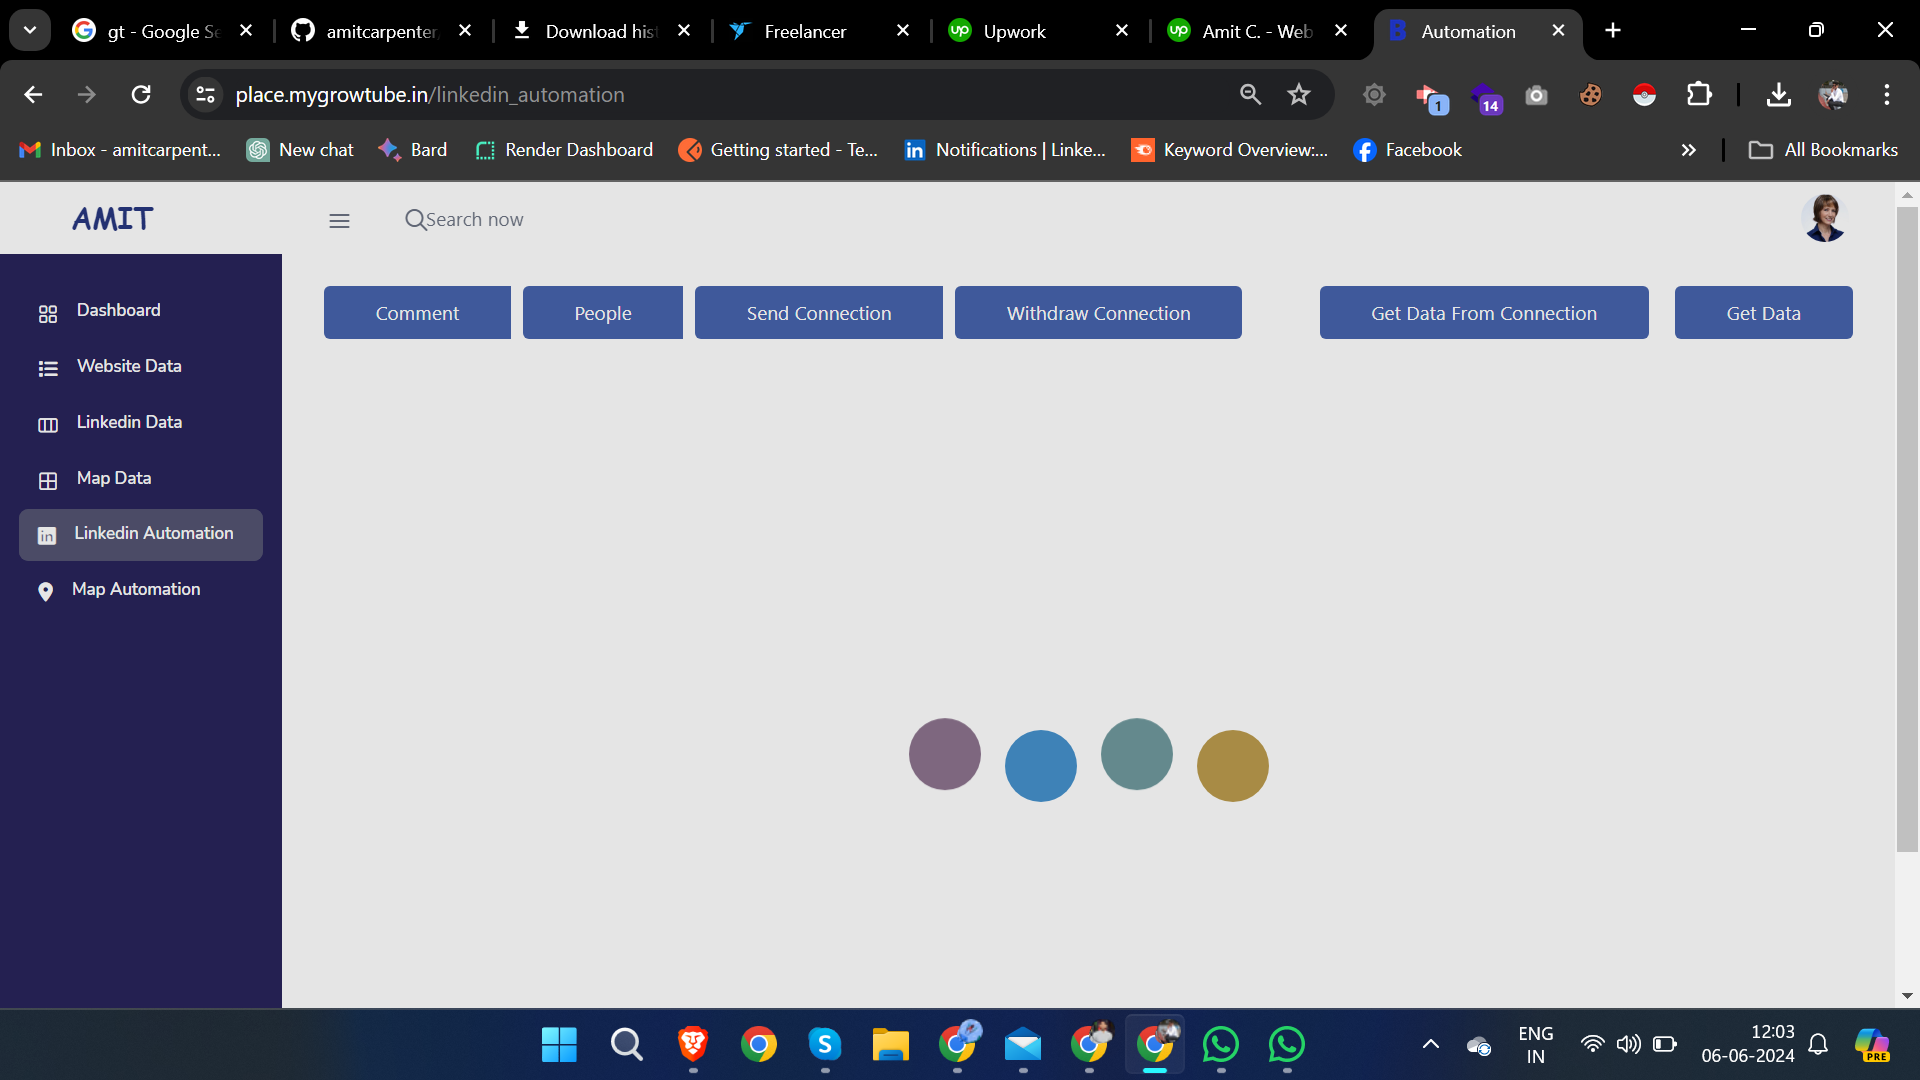 gt - Google Se
amitcarpenter
Download hist
Freelancer
Upwork
Amit C. - Web
Automation
place.mygrowtube.in/linkedin_automation
1
14
Inbox - amitcarpent...
New chat
Bard
Render Dashboard
Getting started - Te...
Notifications | Linke...
Keyword Overview:...
Facebook
All Bookmarks
AMIT
Search now
Dashboard
Website Data
Linkedin Data
Map Data
Linkedin Automation
Map Automation
Comment
People
Send Connection
Withdraw Connection
Get Data From Connection
Get Data
ENG
IN
12:03
06-06-2024
PRE